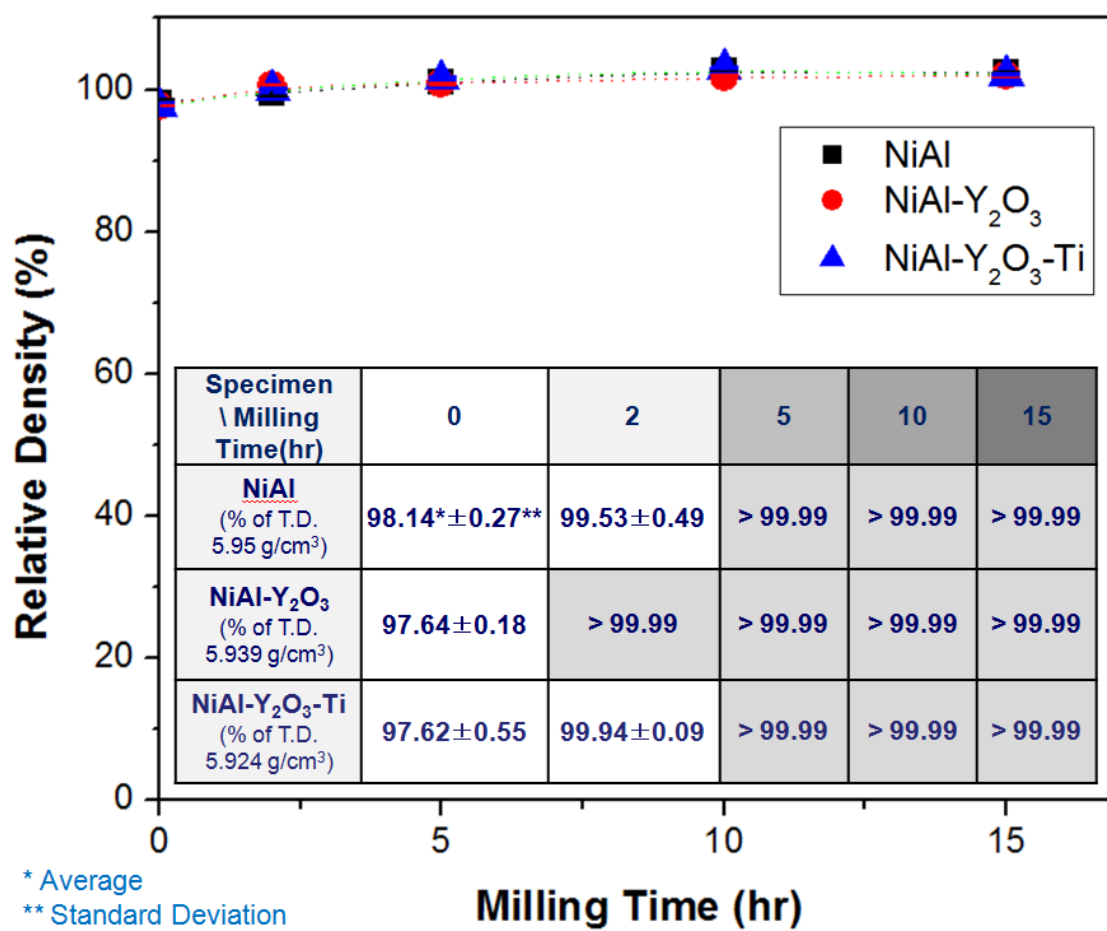 Relative Density (%)
100
80
60
40
20
0
NiAl
NiAl-Y₂O₃
NiAl-Y₂O₃-Ti
Specimen
\ Milling
Time(hr)
0
2
5
10
15
NiAl
(% of T.D.
5.95 g/cm³)
98.14*±0.27**
99.53±0.49
> 99.99
> 99.99
> 99.99
NiAl-Y₂O₃
(% of T.D.
5.939 g/cm³)
97.64±0.18
> 99.99
> 99.99
> 99.99
> 99.99
NiAl-Y₂O₃-Ti
(% of T.D.
5.924 g/cm³)
97.62±0.55
99.94±0.09
> 99.99
> 99.99
> 99.99
0
5
10
15
Milling Time (hr)
* Average
** Standard Deviation